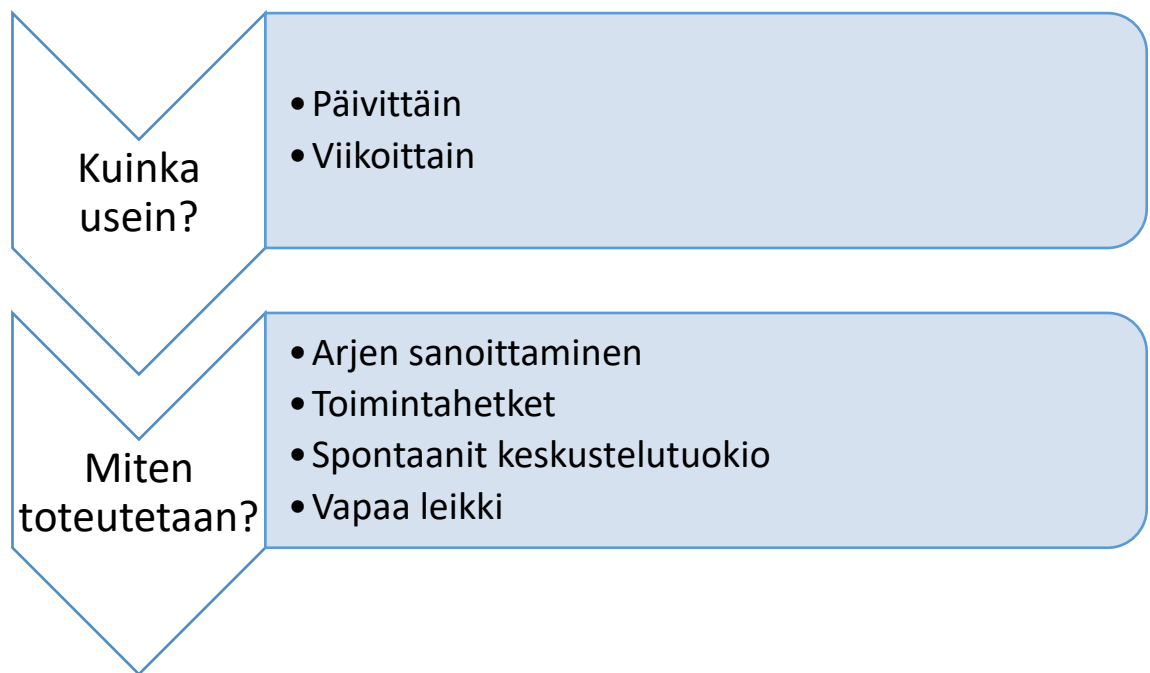 Kuinka
usein?
• Päivittäin
• Viikoittain
Miten
toteutetaan?
• Arjen sanoittaminen
• Toimintahetket
• Spontaanit keskustelutuokio
• Vapaa leikki